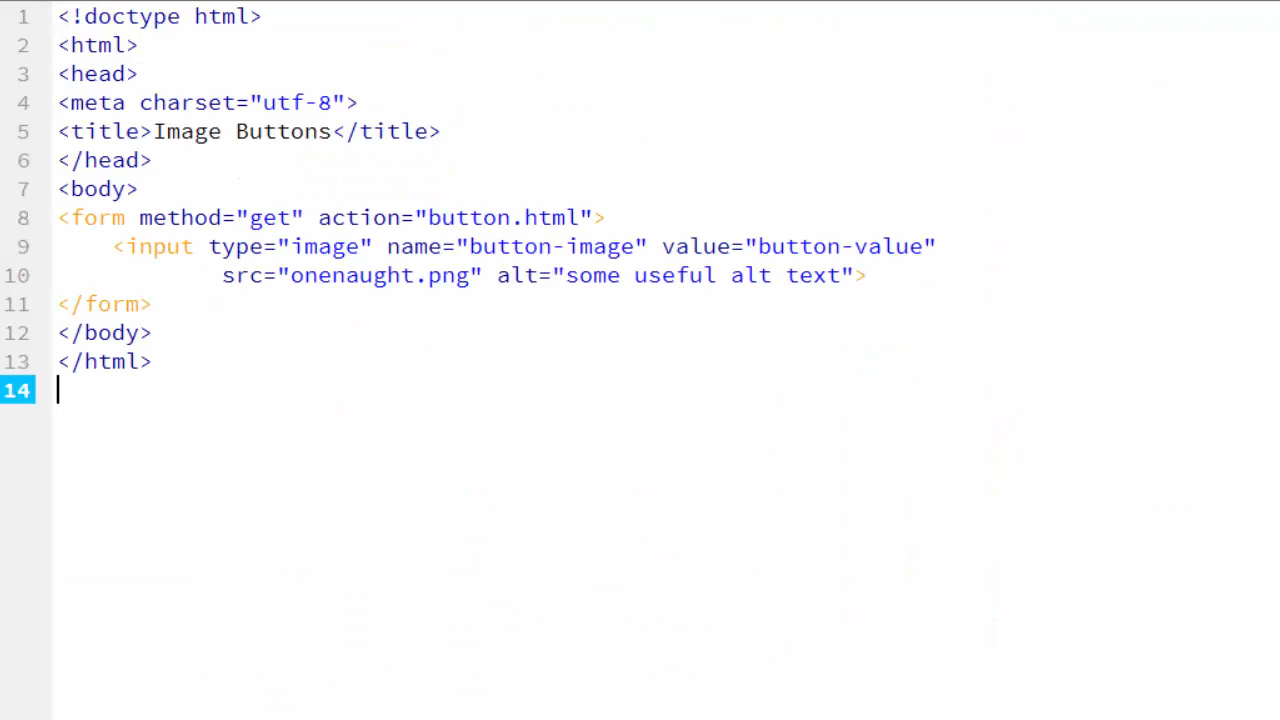 1 <!doctype html>
2 <html>
3 <head>
4 <meta charset="utf-8">
5 <title>Image Buttons</title>
6 </head>
7 <body>
8 <form method="get" action="button.html">
9     <input type="image" name="button-image" value="button-value"
10             src="onenaught.png" alt="some useful alt text">
11 </form>
12 </body>
13 </html>
14